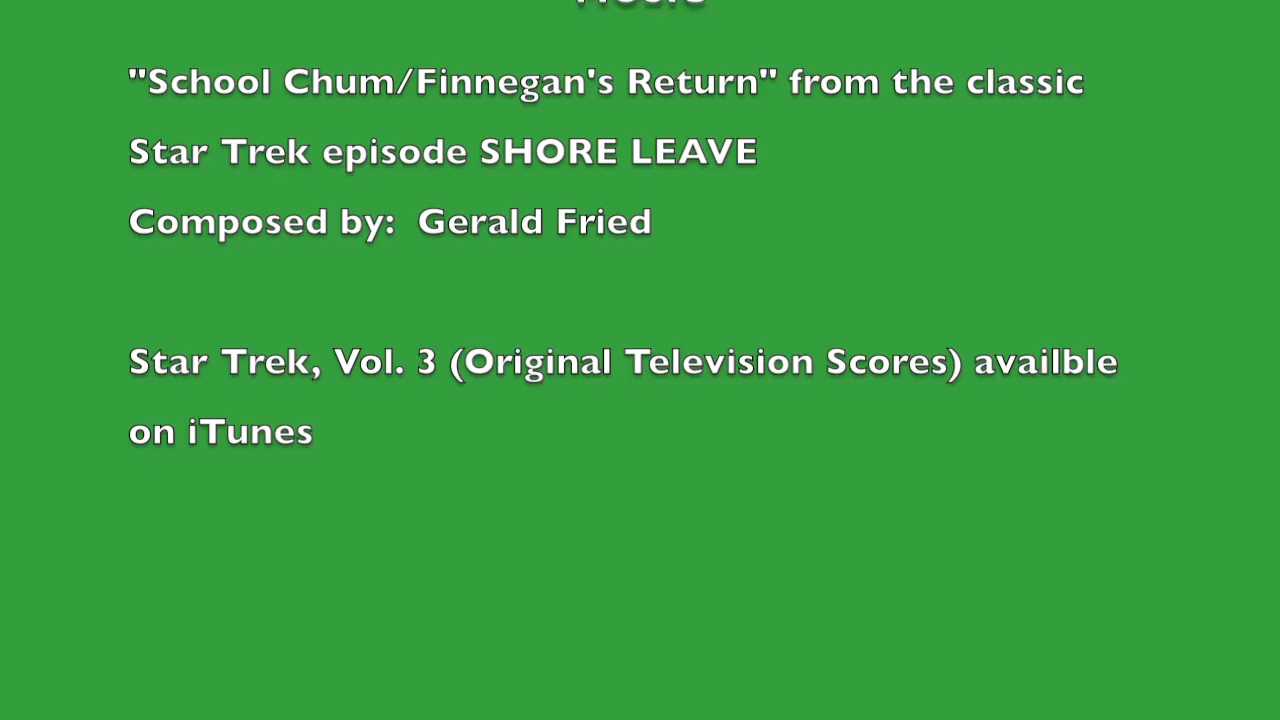 "School Chum/Finnegan's Return" from the classic
Star Trek episode SHORE LEAVE
Composed by:  Gerald Fried
Star Trek, Vol. 3 (Original Television Scores) availble
on iTunes